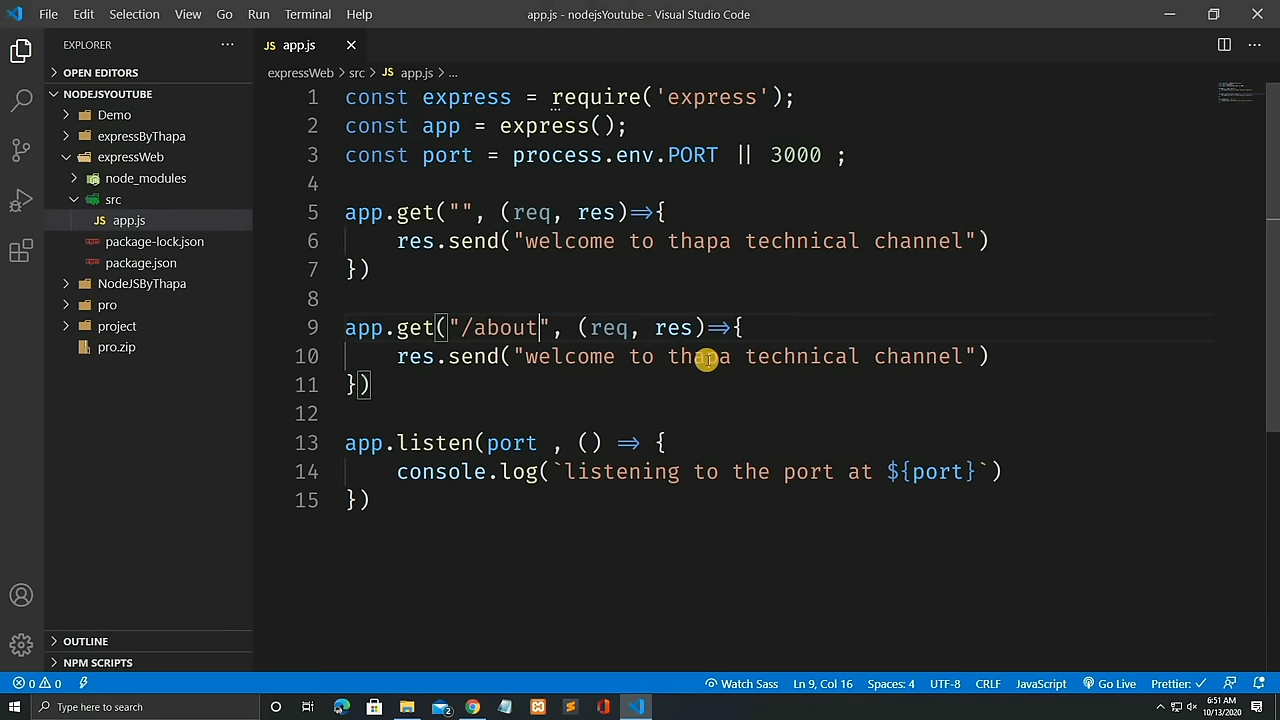 File Edit Selection View Go Run Terminal Help
app.js - nodejsYoutube - Visual Studio Code
EXPLORER
OPEN EDITORS
NODEJSYOUTUBE
Demo
expressByThapa
expressWeb
node_modules
src
JS app.js
package-lock.json
package.json
NodeJSByThapa
pro
project
pro.zip
OUTLINE
NPM SCRIPTS
JS app.js
expressWeb > src > JS app.js > ...
1 const express = require('express');
2 const app = express();
3 const port = process.env.PORT || 3000 ;
4
5 app.get("", (req, res)=>{
6 res.send("welcome to thapa technical channel")
7 })
8
9 app.get("/about", (req, res)=>{
10 res.send("welcome to thapa technical channel")
11 })
12
13 app.listen(port , () => {
14 console.log(`listening to the port at ${port}`)
15 })
0 0 Watch Sass Ln 9, Col 16 Spaces: 4 UTF-8 CRLF JavaScript Go Live Prettier: ✓
Type here to search
2
6:51 AM
10/13/2020